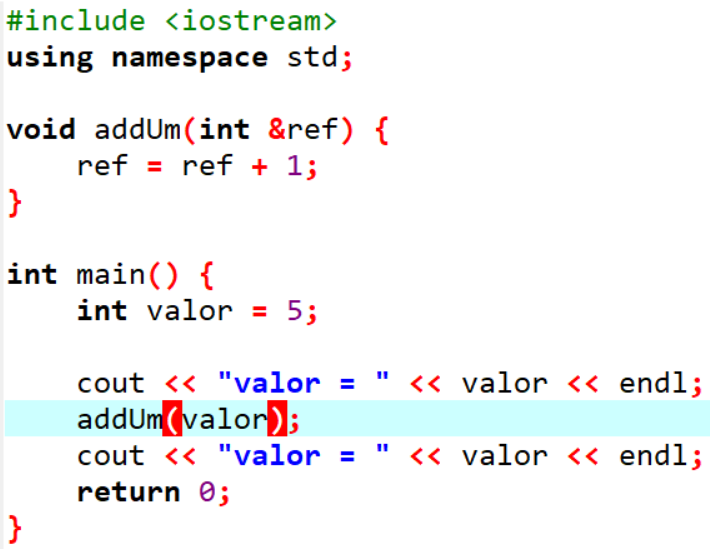 #include <iostream>
using namespace std;

void addUm(int &ref) {
    ref = ref + 1;
}

int main() {
    int valor = 5;

    cout << "valor = " << valor << endl;
    addUm(valor);
    cout << "valor = " << valor << endl;
    return 0;
}